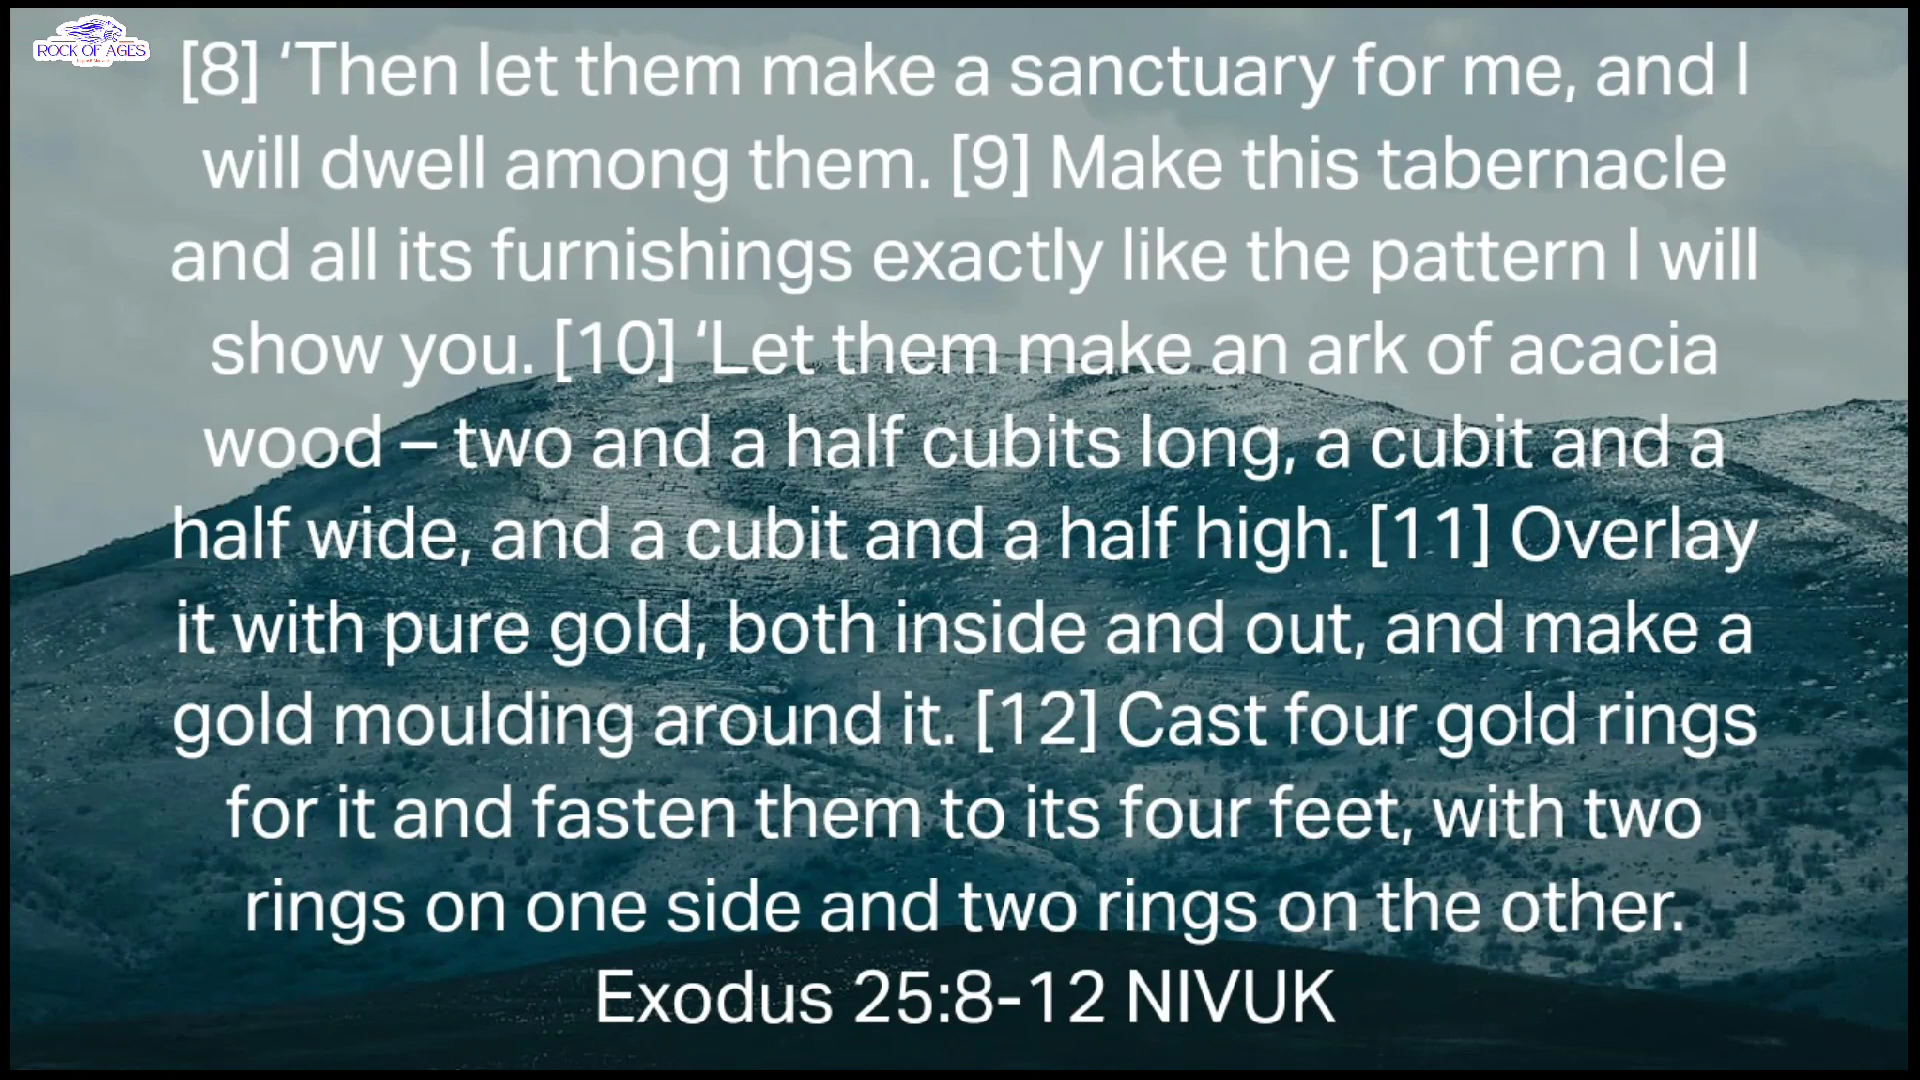 ROCK OF AGES
[8] ‘Then let them make a sanctuary for me, and I
will dwell among them. [9] Make this tabernacle
and all its furnishings exactly like the pattern I will
show you. [10] ‘Let them make an ark of acacia
wood – two and a half cubits long, a cubit and a
half wide, and a cubit and a half high. [11] Overlay
it with pure gold, both inside and out, and make a
gold moulding around it. [12] Cast four gold rings
for it and fasten them to its four feet, with two
rings on one side and two rings on the other.
Exodus 25:8-12 NIVUK